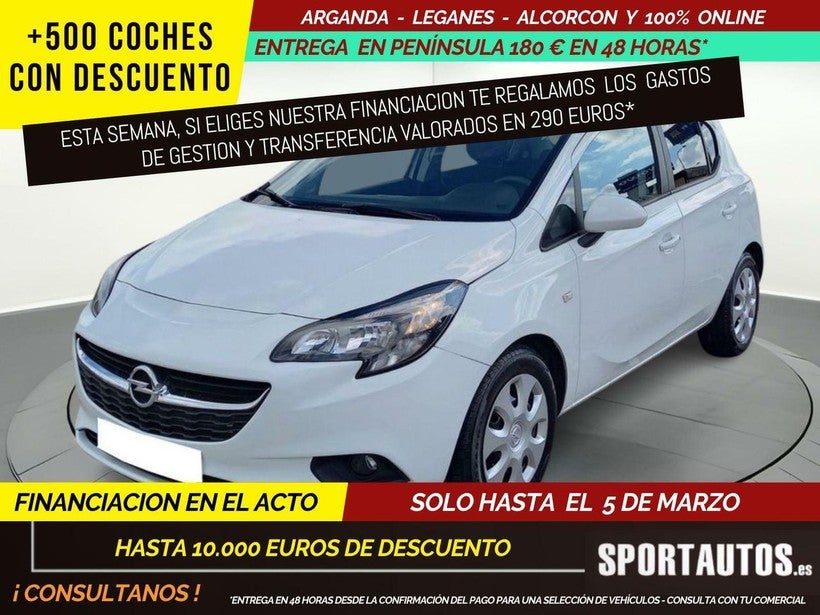 +500 COCHES
CON DESCUENTO
ARGANDA - LEGANES - ALCORCON Y 100% ONLINE
ENTREGA EN PENÍNSULA 180 € EN 48 HORAS*
ESTA SEMANA, SI ELIGES NUESTRA FINANCIACION TE REGALAMOS LOS GASTOS
DE GESTION Y TRANSFERENCIA VALORADOS EN 290 EUROS*
FINANCIACION EN EL ACTO
SOLO HASTA EL 5 DE MARZO
HASTA 10.000 EUROS DE DESCUENTO
SPORTAUTOS.es
¡ CONSULTANOS !
*ENTREGA EN 48 HORAS DESDE LA CONFIRMACIÓN DEL PAGO PARA UNA SELECCIÓN DE VEHÍCULOS - CONSULTA CON TU COMERCIAL